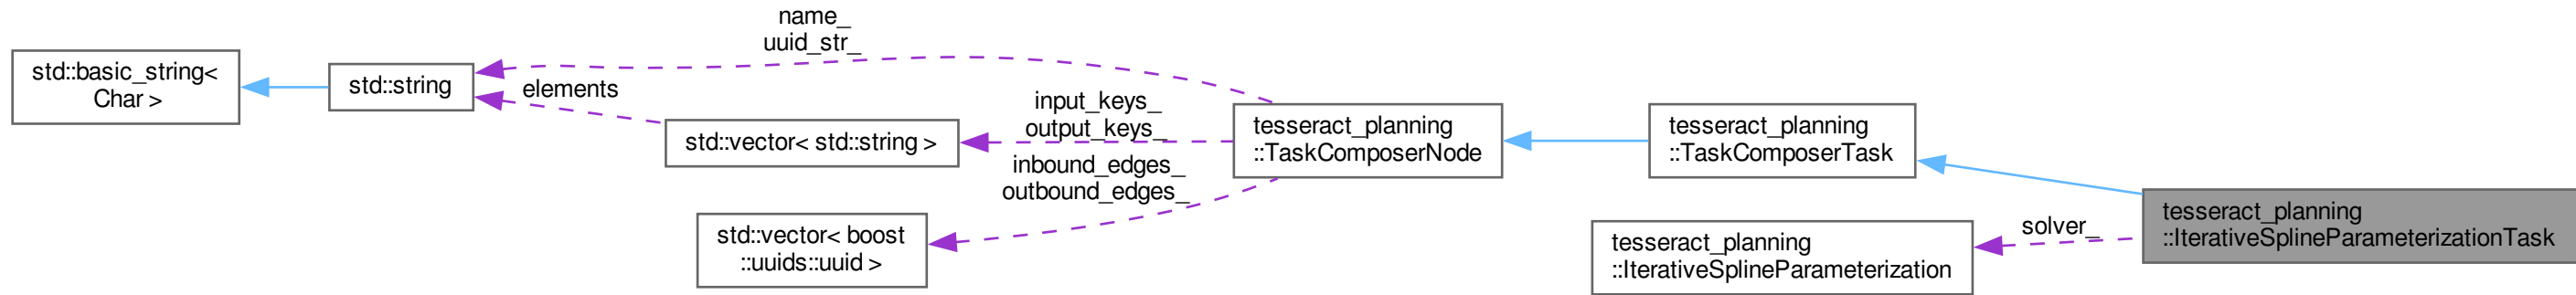 name_
uuid_str_
std::basic_string<
Char >
std::string
elements
input_keys_
output_keys_
tesseract_planning
::TaskComposerNode
tesseract_planning
::TaskComposerTask
std::vector< std::string >
inbound_edges_
outbound_edges_
std::vector< boost
::uuids::uuid >
tesseract_planning
::IterativeSplineParameterization
solver_
tesseract_planning
::IterativeSplineParameterizationTask